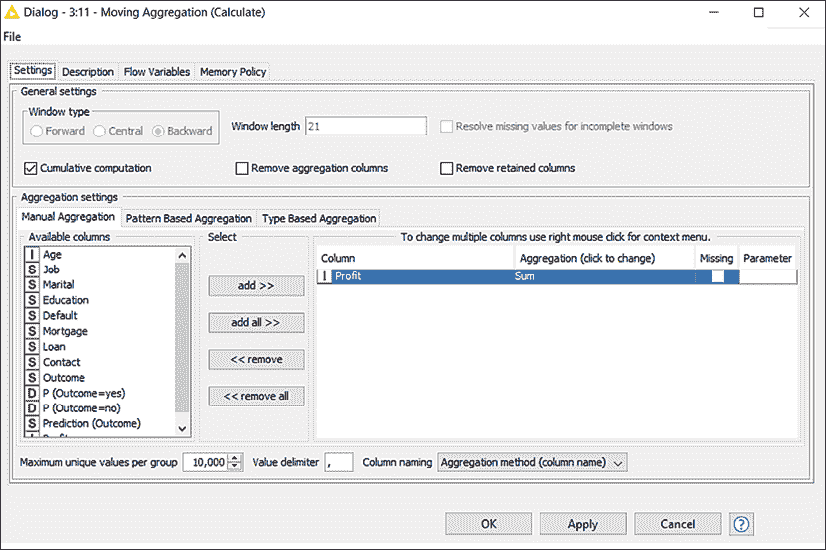 Dialog - 3:11 - Moving Aggregation (Calculate)
File
Settings Description Flow Variables Memory Policy
General settings
Window type
Forward Central Backward Window length 21 Resolve missing values for incomplete windows
Cumulative computation Remove aggregation columns Remove retained columns
Aggregation settings
Manual Aggregation Pattern Based Aggregation Type Based Aggregation
Available columns Select To change multiple columns use right mouse click for context menu.
Column Aggregation (click to change) Missing Parameter
I Profit Sum
I Age
S Job
S Marital
S Education
S Default
S Mortgage
S Loan
S Contact
S Outcome
D P (Outcome=yes)
D P (Outcome=no)
S Prediction (Outcome)
add >>
add all >>
<< remove
<< remove all
Maximum unique values per group 10,000 Value delimiter , Column naming Aggregation method (column name)
OK Apply Cancel ?